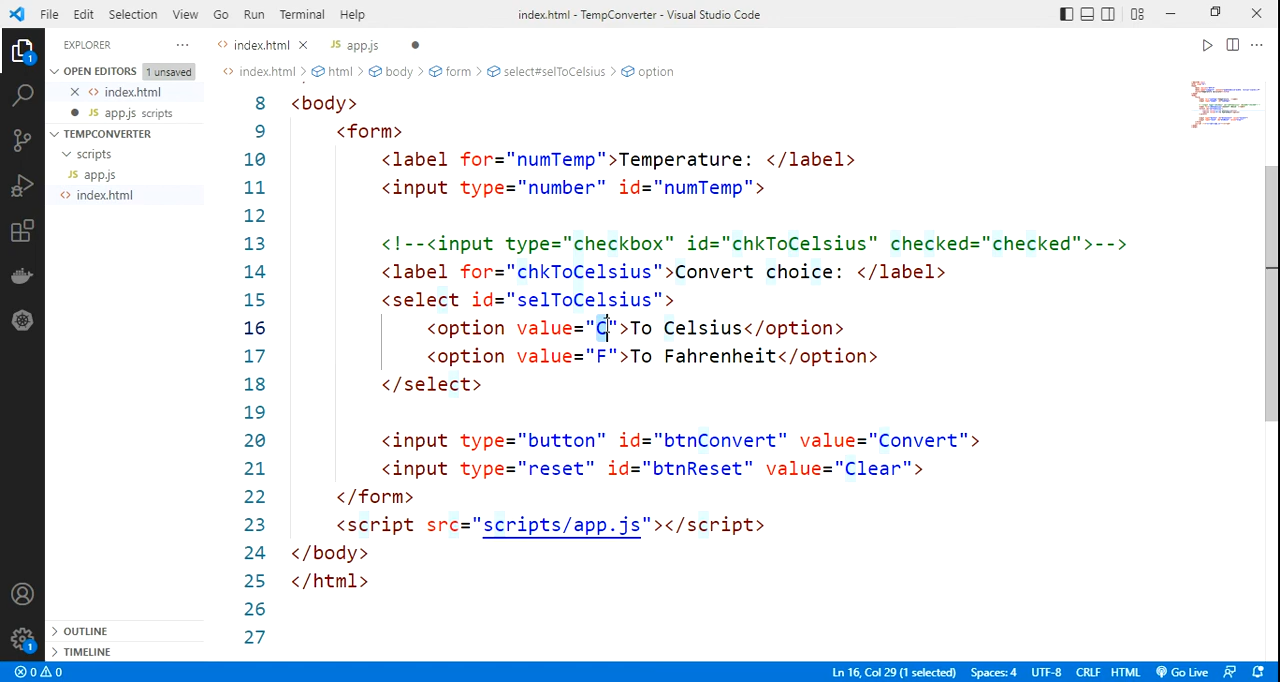 File Edit Selection View Go Run Terminal Help
index.html - TempConverter - Visual Studio Code
EXPLORER
OPEN EDITORS 1 unsaved
index.html
JS app.js scripts
TEMPCONVERTER
scripts
JS app.js
<> index.html
OUTLINE
TIMELINE
<> index.html JS app.js
<> index.html > html > body > form > select#selToCelsius > option
8 <body>
9 <form>
10 <label for="numTemp">Temperature: </label>
11 <input type="number" id="numTemp">
12
13 <!--<input type="checkbox" id="chkToCelsius" checked="checked">-->
14 <label for="chkToCelsius">Convert choice: </label>
15 <select id="selToCelsius">
16 <option value="C">To Celsius</option>
17 <option value="F">To Fahrenheit</option>
18 </select>
19
20 <input type="button" id="btnConvert" value="Convert">
21 <input type="reset" id="btnReset" value="Clear">
22 </form>
23 <script src="scripts/app.js"></script>
24 </body>
25 </html>
26
27
1
1
0 0 Ln 16, Col 29 (1 selected) Spaces: 4 UTF-8 CRLF HTML Go Live